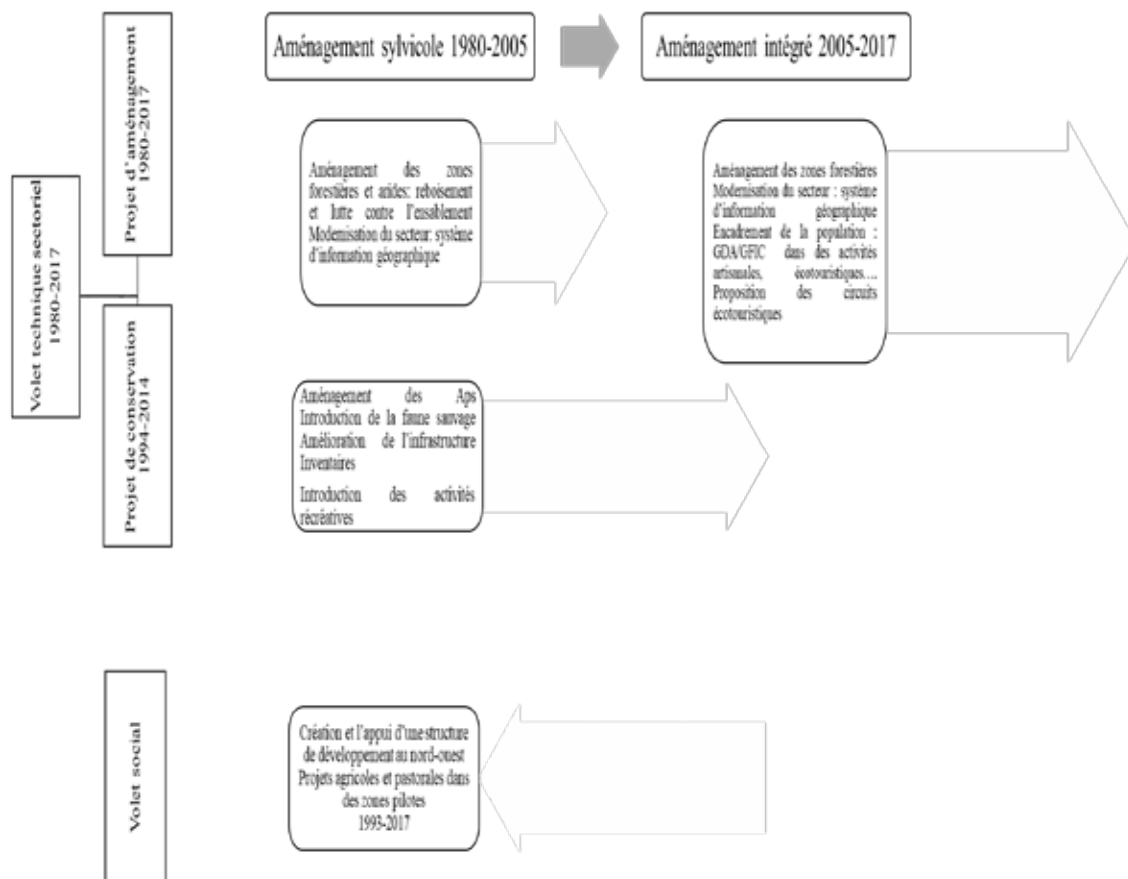 Aménagement sylvicole 1980-2005
Aménagement intégré 2005-2017
Volet technique sectoriel
1980-2017
Projet d'aménagement
1980-2017
Aménagement des zones
forestières et arides: reboisement
et lutte contre l'ensablement
Modernisation du secteur: système
d'information géographique
Aménagement des zones forestières
Modernisation du secteur : système
d'information géographique
Encadrement de la population :
GDA/GFIC dans des activités
artisanales, écotouristiques….
Proposition des circuits
écotouristiques
Projet de conservation
1994-2014
Aménagement des Aps
Introduction de la faune sauvage
Amélioration de l'infrastructure
Inventaires
Introduction des activités
récréatives
Volet social
Création et l'appui d'une structure
de développement au nord-ouest
Projets agricoles et pastorales dans
des zones pilotes
1993-2017